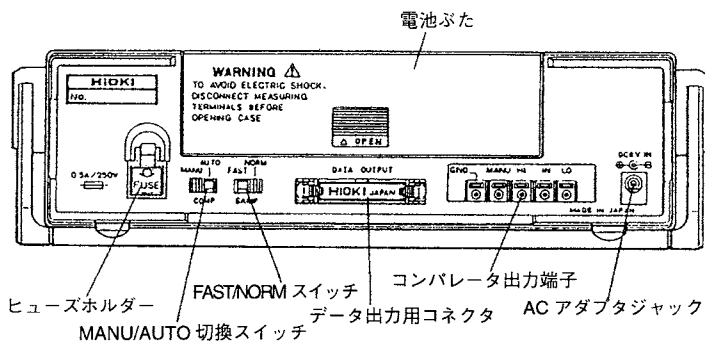 電池ぶた
HIOKI
No.
WARNING ⚠
TO AVOID ELECTRIC SHOCK,
DISCONNECT MEASURING
TERMINALS BEFORE
OPENING CASE
△ OPEN
0.5A/250V
FUSE
MANU AUTO
COMP
FAST NORM
SAMP
DATA OUTPUT
HIOKI JAPAN
GND MANU HI IN LO
DC6V IN
MADE IN JAPAN
ヒューズホルダー
FAST/NORM スイッチ
コンパレータ出力端子
MANU/AUTO 切換スイッチ
データ出力用コネクタ
AC アダプタジャック